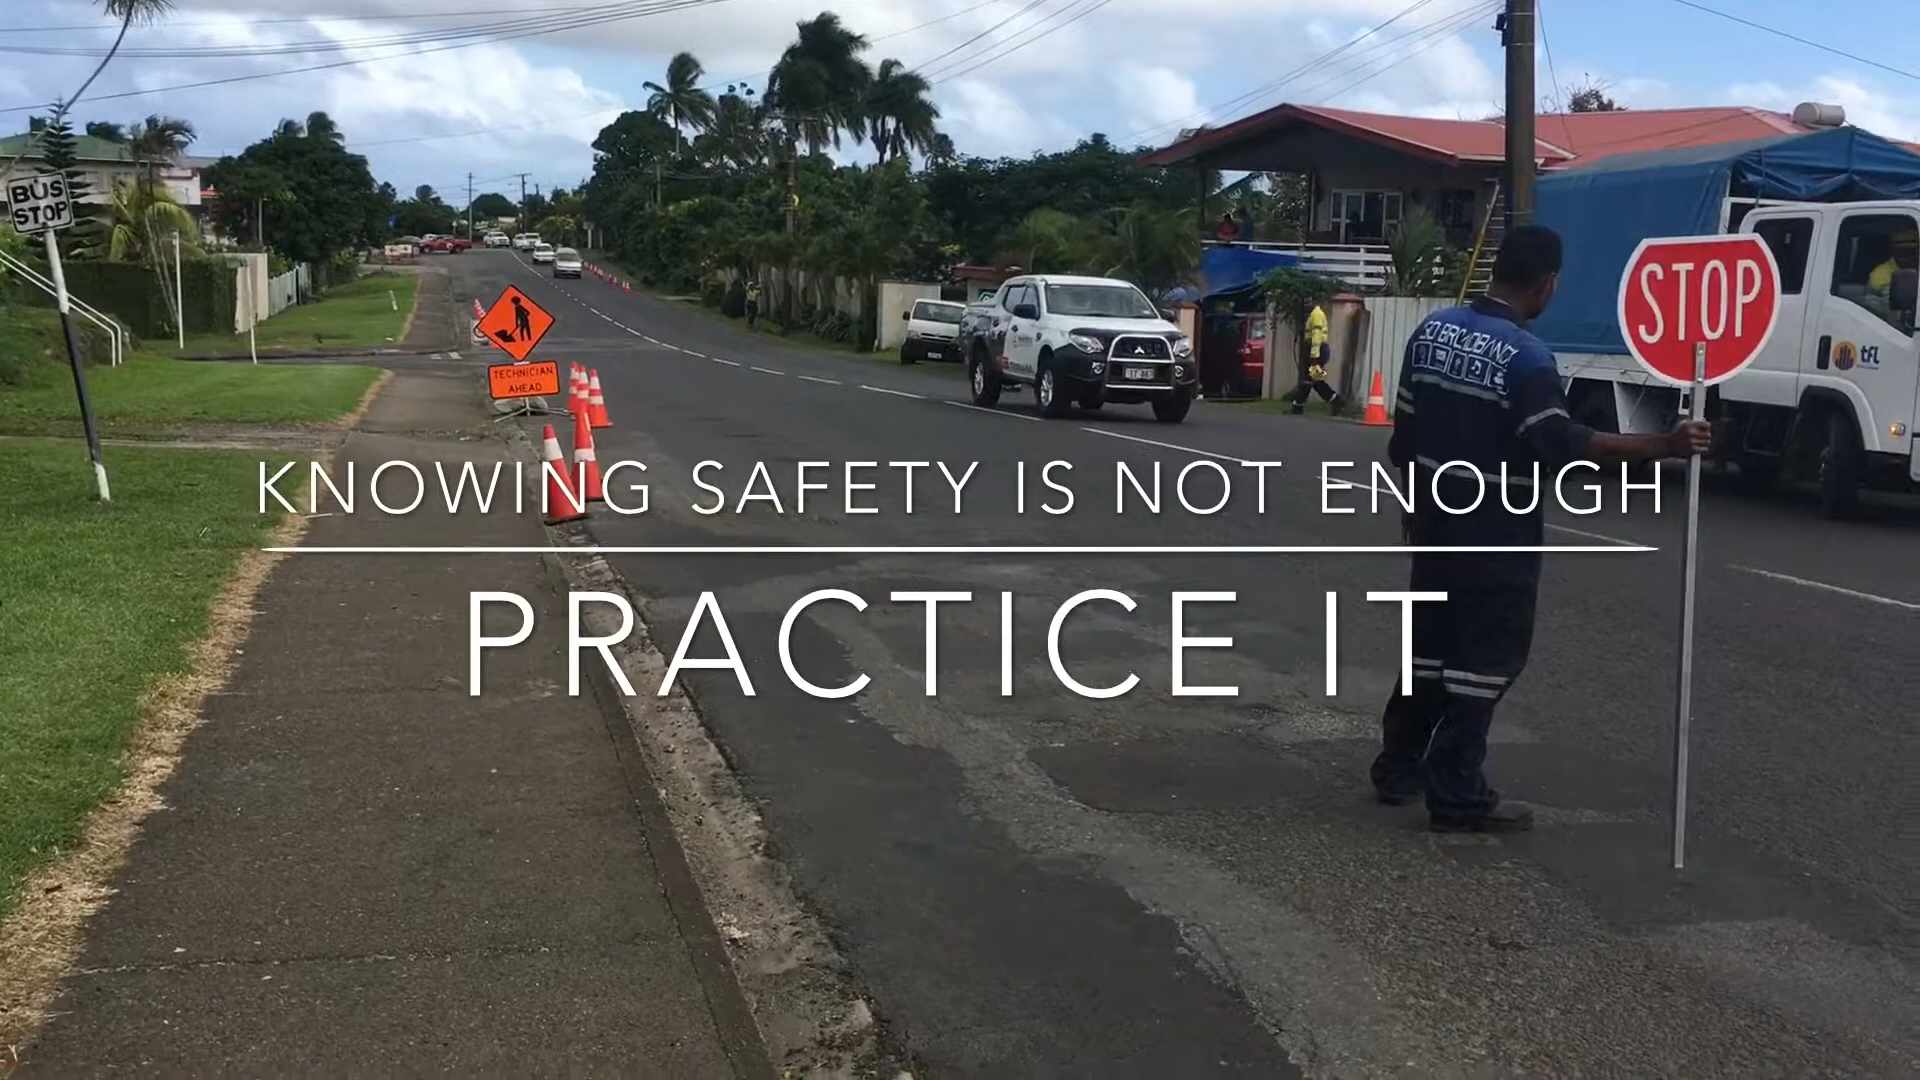 BUS
STOP
TECHNICIAN
AHEAD
STOP
tfl
KNOWING SAFETY IS NOT ENOUGH
PRACTICE IT